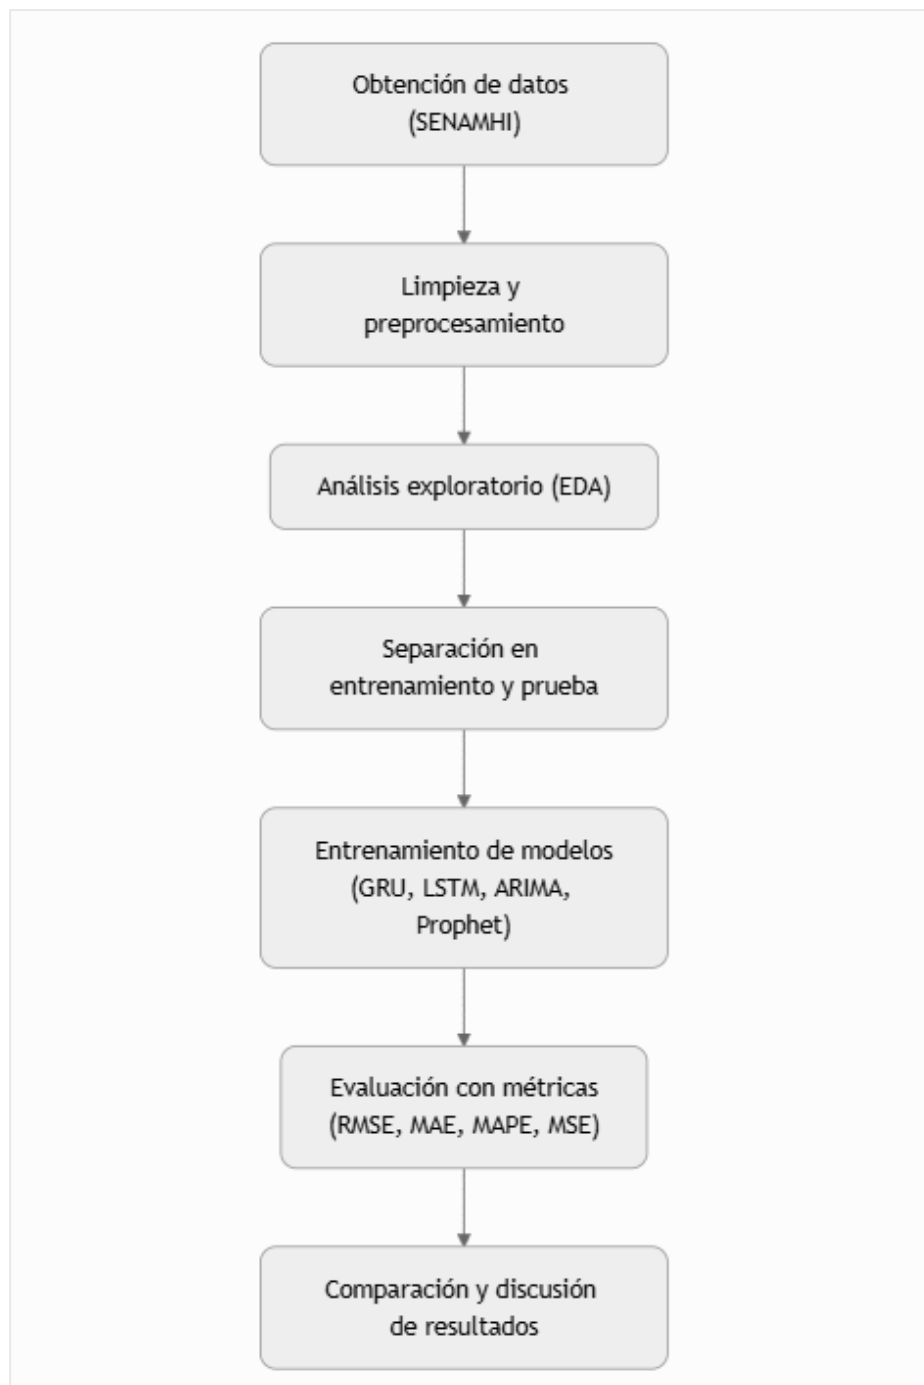 Obtención de datos
(SENAMHI)
Limpieza y
preprocesamiento
Análisis exploratorio (EDA)
Separación en
entrenamiento y prueba
Entrenamiento de modelos
(GRU, LSTM, ARIMA,
Prophet)
Evaluación con métricas
(RMSE, MAE, MAPE, MSE)
Comparación y discusión
de resultados